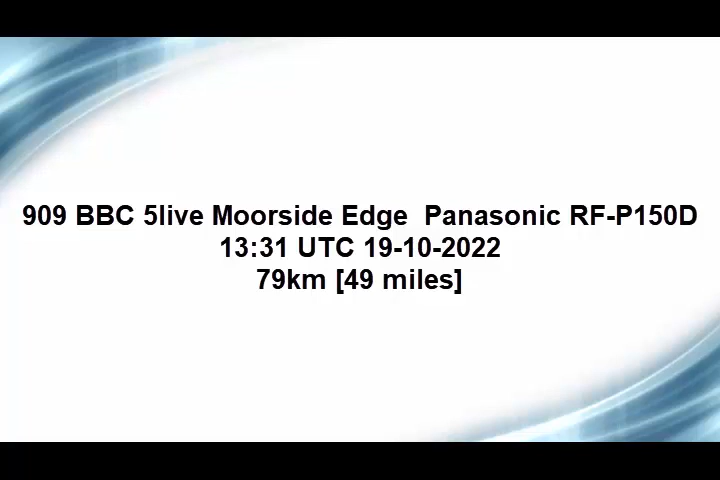 909 BBC 5live Moorside Edge  Panasonic RF-P150D
13:31 UTC 19-10-2022
79km [49 miles]